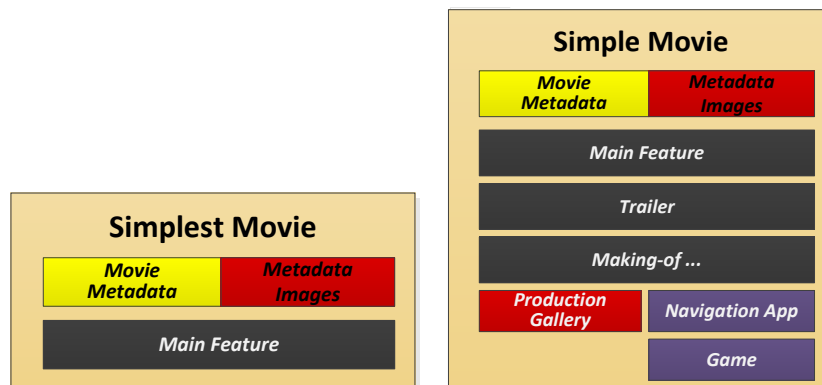 Simplest Movie
Movie
Metadata
Metadata
Images
Main Feature
Simple Movie
Movie
Metadata
Metadata
Images
Main Feature
Trailer
Making-of ...
Production
Gallery
Navigation App
Game